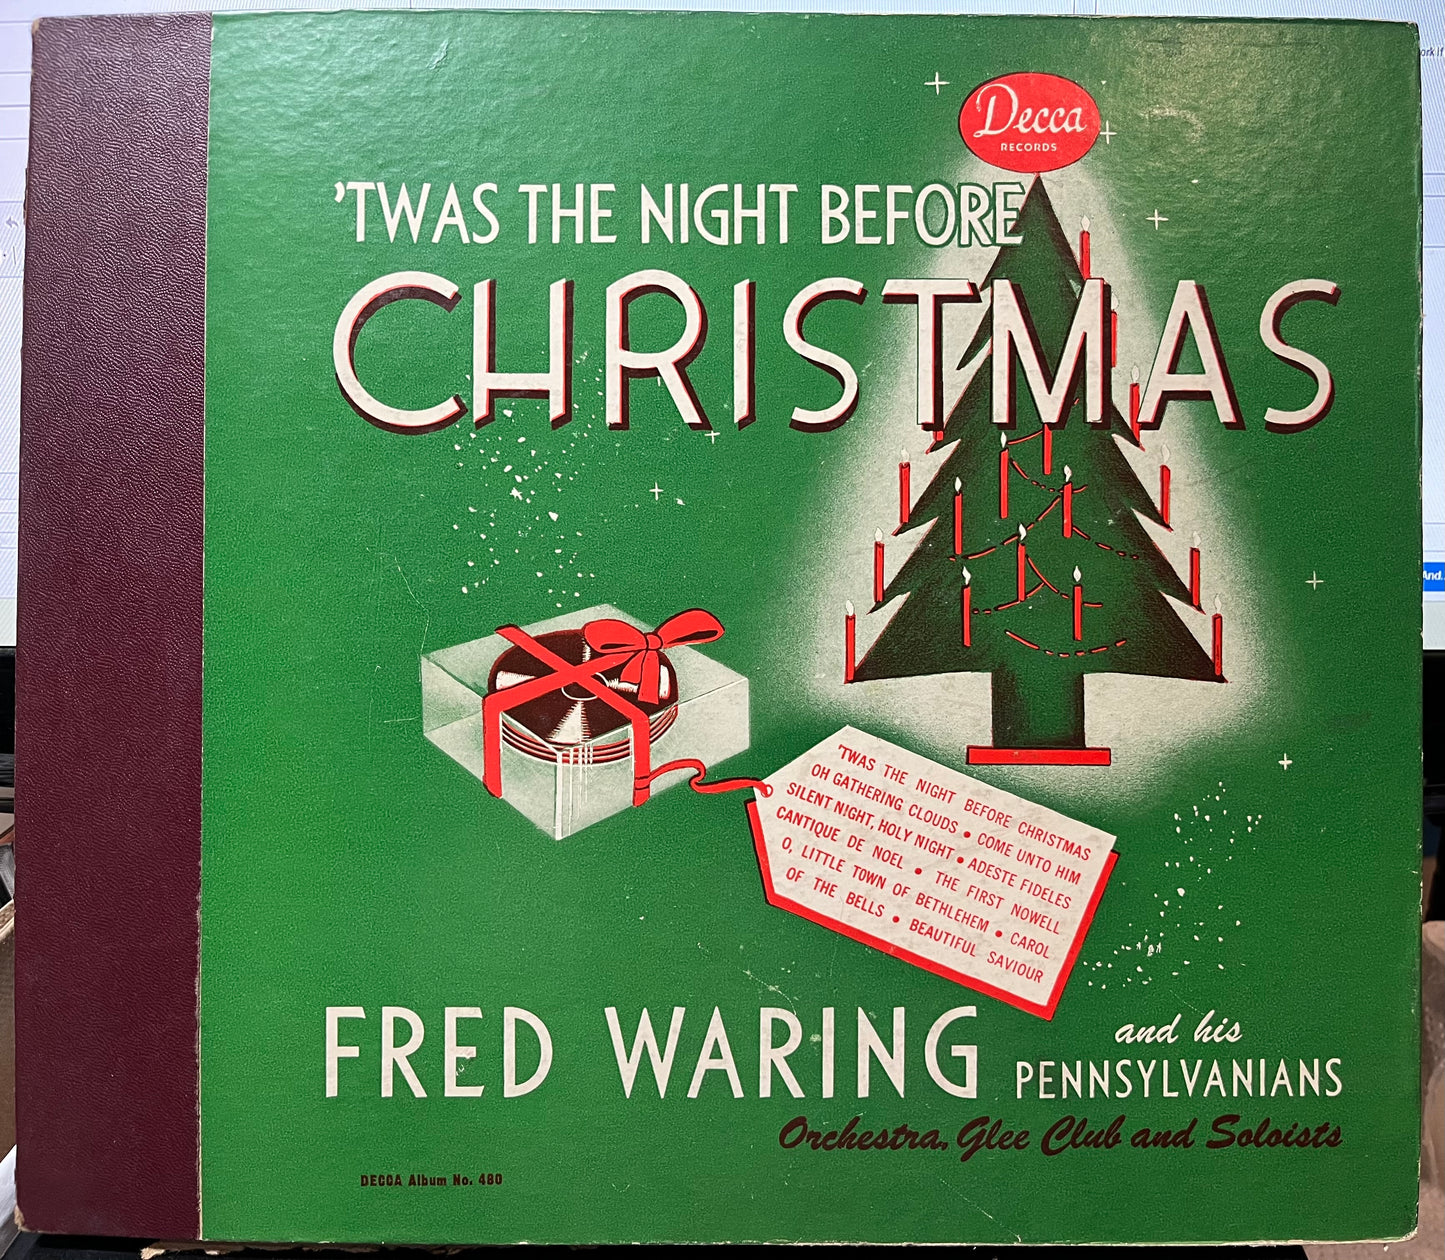 Decca
RECORDS
'TWAS THE NIGHT BEFORE
CHRISTMAS
'TWAS THE NIGHT BEFORE CHRISTMAS
OH GATHERING CLOUDS • COME UNTO HIM
SILENT NIGHT, HOLY NIGHT • ADESTE FIDELES
CANTIQUE DE NOEL • THE FIRST NOWELL
O, LITTLE TOWN OF BETHLEHEM • CAROL
OF THE BELLS • BEAUTIFUL SAVIOUR
FRED WARING and his
PENNSYLVANIANS
Orchestra, Glee Club and Soloists
DECCA Album No. 480
And..